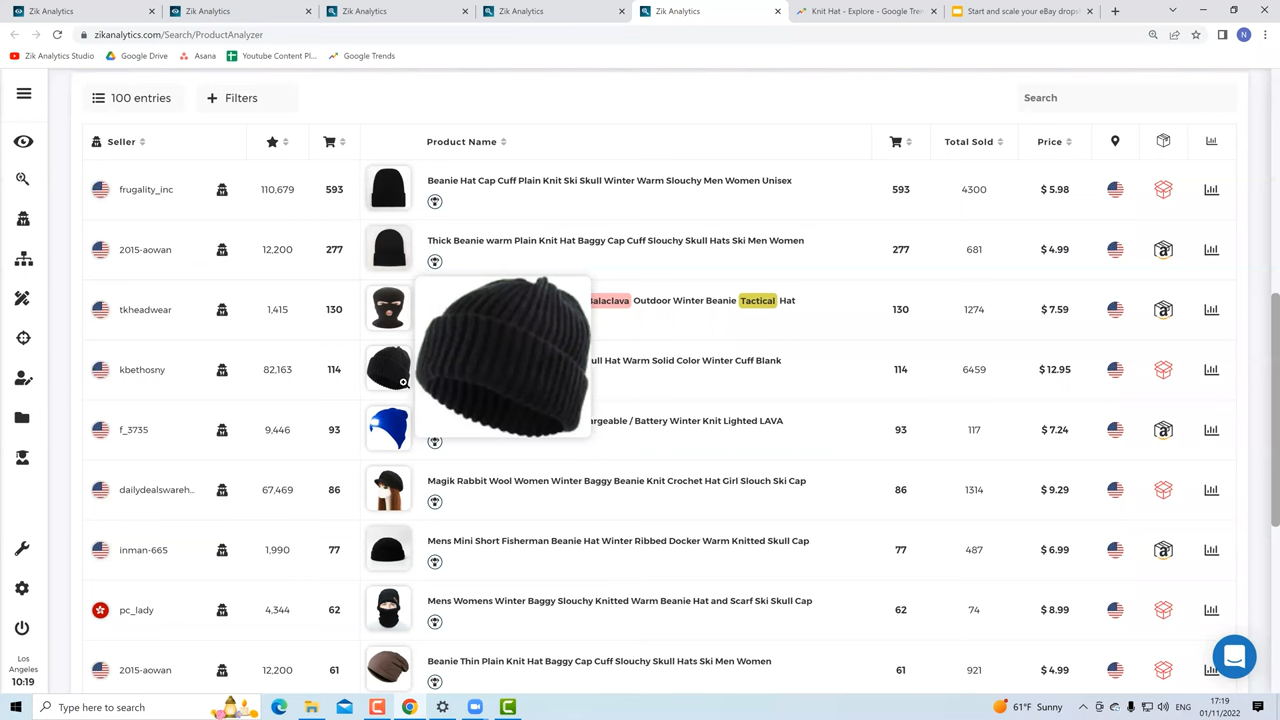 Zik Analytics
Zik Analytics
Zik Analytics
Zik Analytics
Zik Analytics
Knit Hat - Explore - Google Tre
Start and scale your eBay drops
zikanalytics.com/Search/ProductAnalyzer
N
Zik Analytics Studio
Google Drive
Asana
Youtube Content Pl...
Google Trends
100 entries
Filters
Search
Seller
Product Name
Total Sold
Price
frugality_inc 110,679 593 Beanie Hat Cap Cuff Plain Knit Ski Skull Winter Warm Slouchy Men Women Unisex 593 4300 $ 5.98
2015-aowan 12,200 277 Thick Beanie warm Plain Knit Hat Baggy Cap Cuff Slouchy Skull Hats Ski Men Women 277 681 $ 4.99
tkheadwear 1,415 130 Balaclava Outdoor Winter Beanie Tactical Hat 130 1274 $ 7.59
kbethosny 82,163 114 ull Hat Warm Solid Color Winter Cuff Blank 114 6459 $ 12.95
f_3735 9,446 93 argeable / Battery Winter Knit Lighted LAVA 93 117 $ 7.24
dailydealswareh... 67,469 86 Magik Rabbit Wool Women Winter Baggy Beanie Knit Crochet Hat Girl Slouch Ski Cap 86 1314 $ 9.29
inman-665 1,990 77 Mens Mini Short Fisherman Beanie Hat Winter Ribbed Docker Warm Knitted Skull Cap 77 487 $ 6.99
pc_lady 4,344 62 Mens Womens Winter Baggy Slouchy Knitted Warm Beanie Hat and Scarf Ski Skull Cap 62 74 $ 8.99
2015-aowan 12,200 61 Beanie Thin Plain Knit Hat Baggy Cap Cuff Slouchy Skull Hats Ski Men Women 61 921 $ 4.99
Los
Angeles
10:19
Type here to search
61°F Sunny
ENG
17:19
01/11/2022